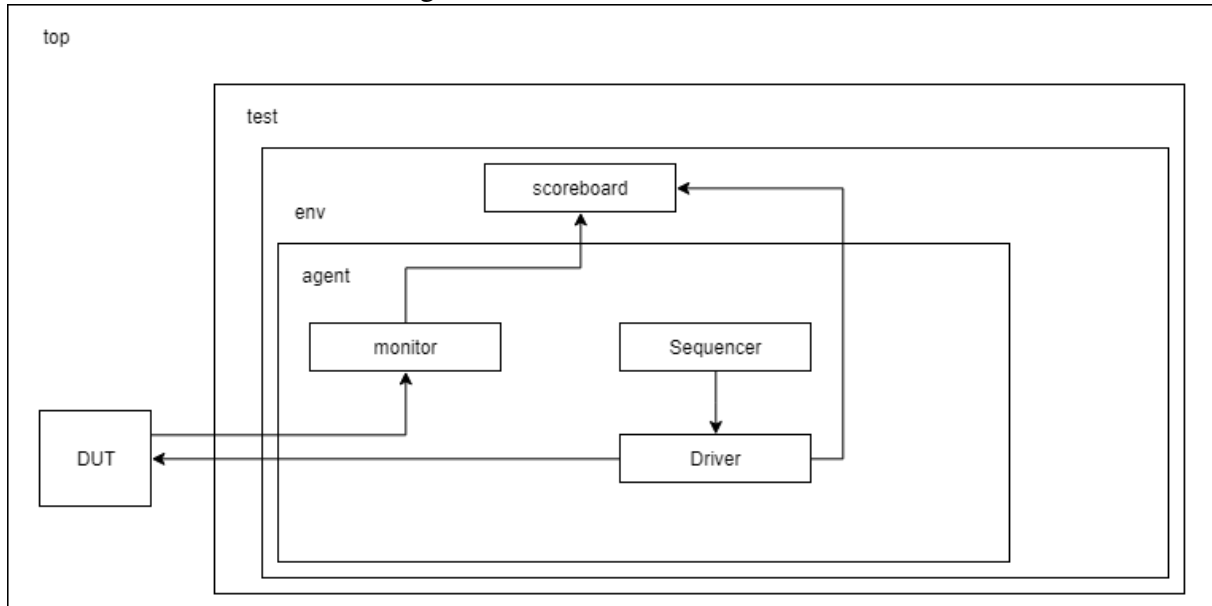 top
test
scoreboard
env
agent
monitor
Sequencer
DUT
Driver